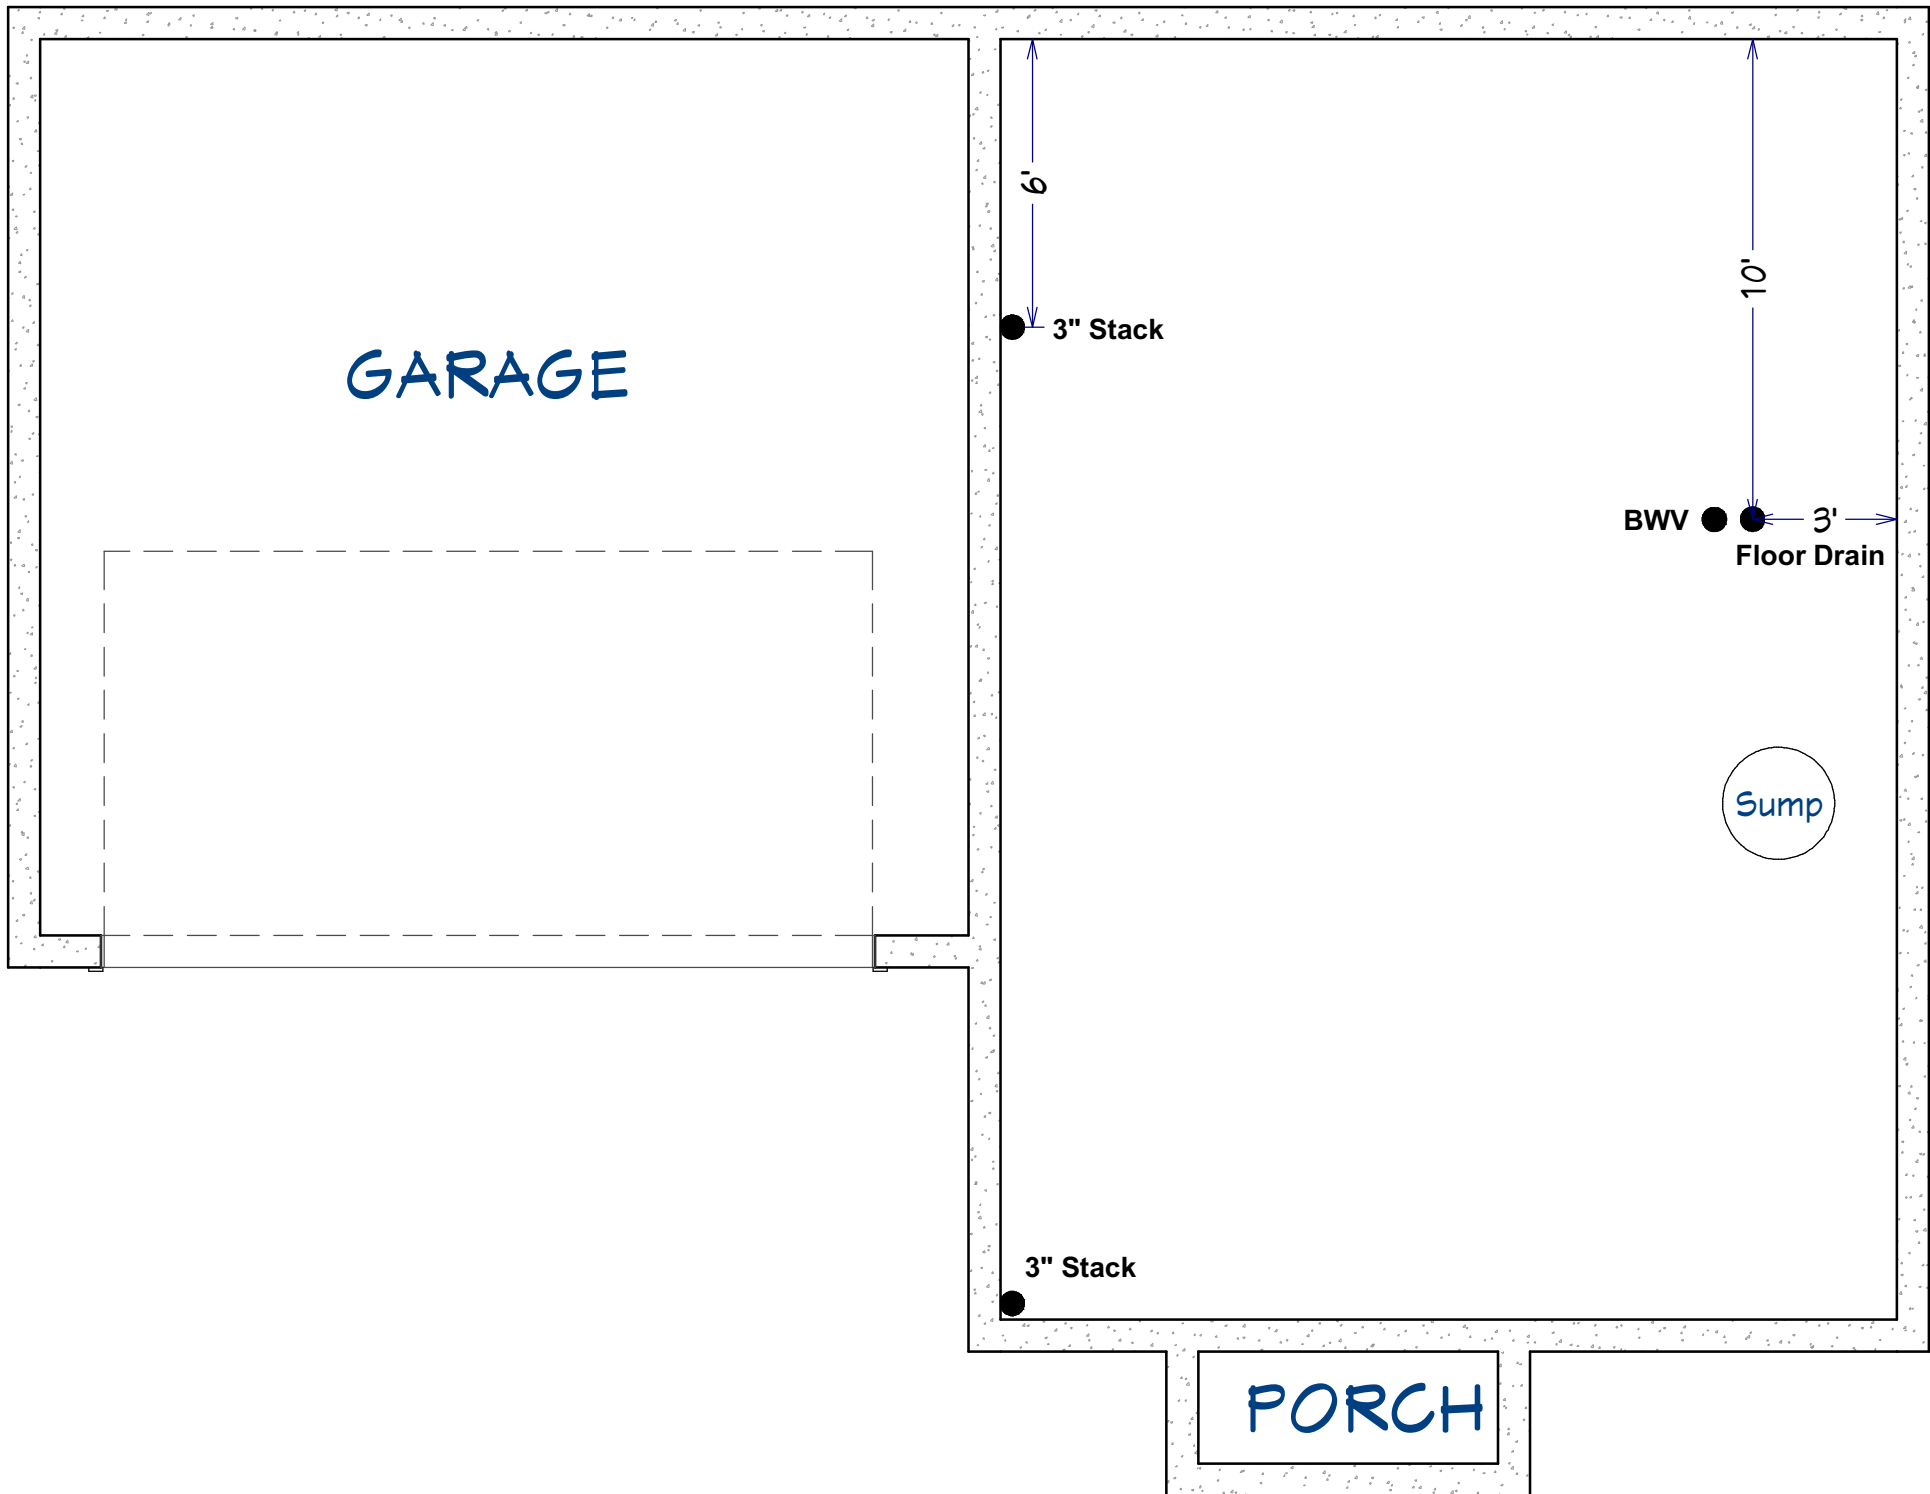 6'
10'
3" Stack
GARAGE
BWV
3'
Floor Drain
Sump
3" Stack
PORCH